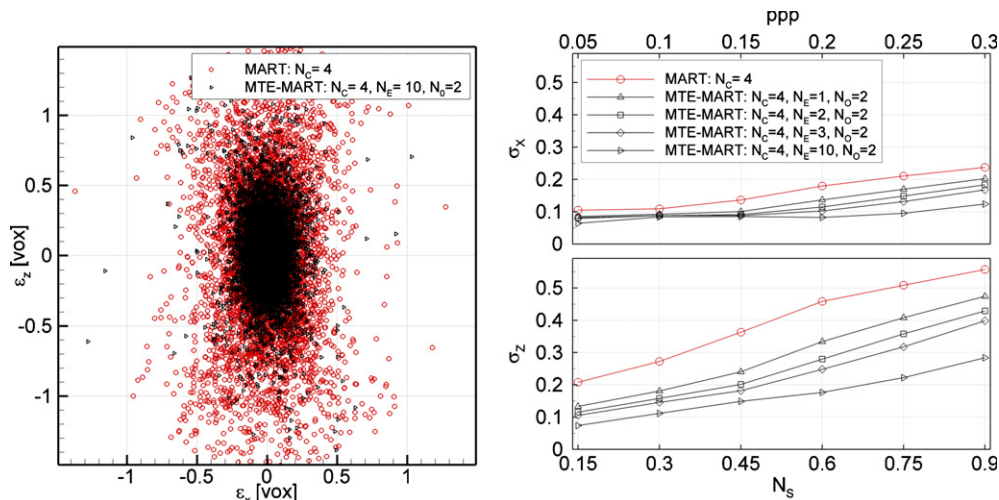 MART: N_C= 4
MTE-MART: N_C= 4, N_E= 10, N_0=2
1
0.5
0
-0.5
-1
ε_z [vox]
-1
-0.5
0
0.5
1
ε_x [vox]
ppp
0.05
0.1
0.15
0.2
0.25
0.3
MART: N_C= 4
MTE-MART: N_C=4, N_E=1, N_O=2
MTE-MART: N_C=4, N_E=2, N_O=2
MTE-MART: N_C=4, N_E=3, N_O=2
MTE-MART: N_C=4, N_E=10, N_O=2
0.5
0.4
0.3
0.2
0.1
0
σ_X
0.5
0.4
0.3
0.2
0.1
0
σ_Z
0.15
0.3
0.45
0.6
0.75
0.9
N_S